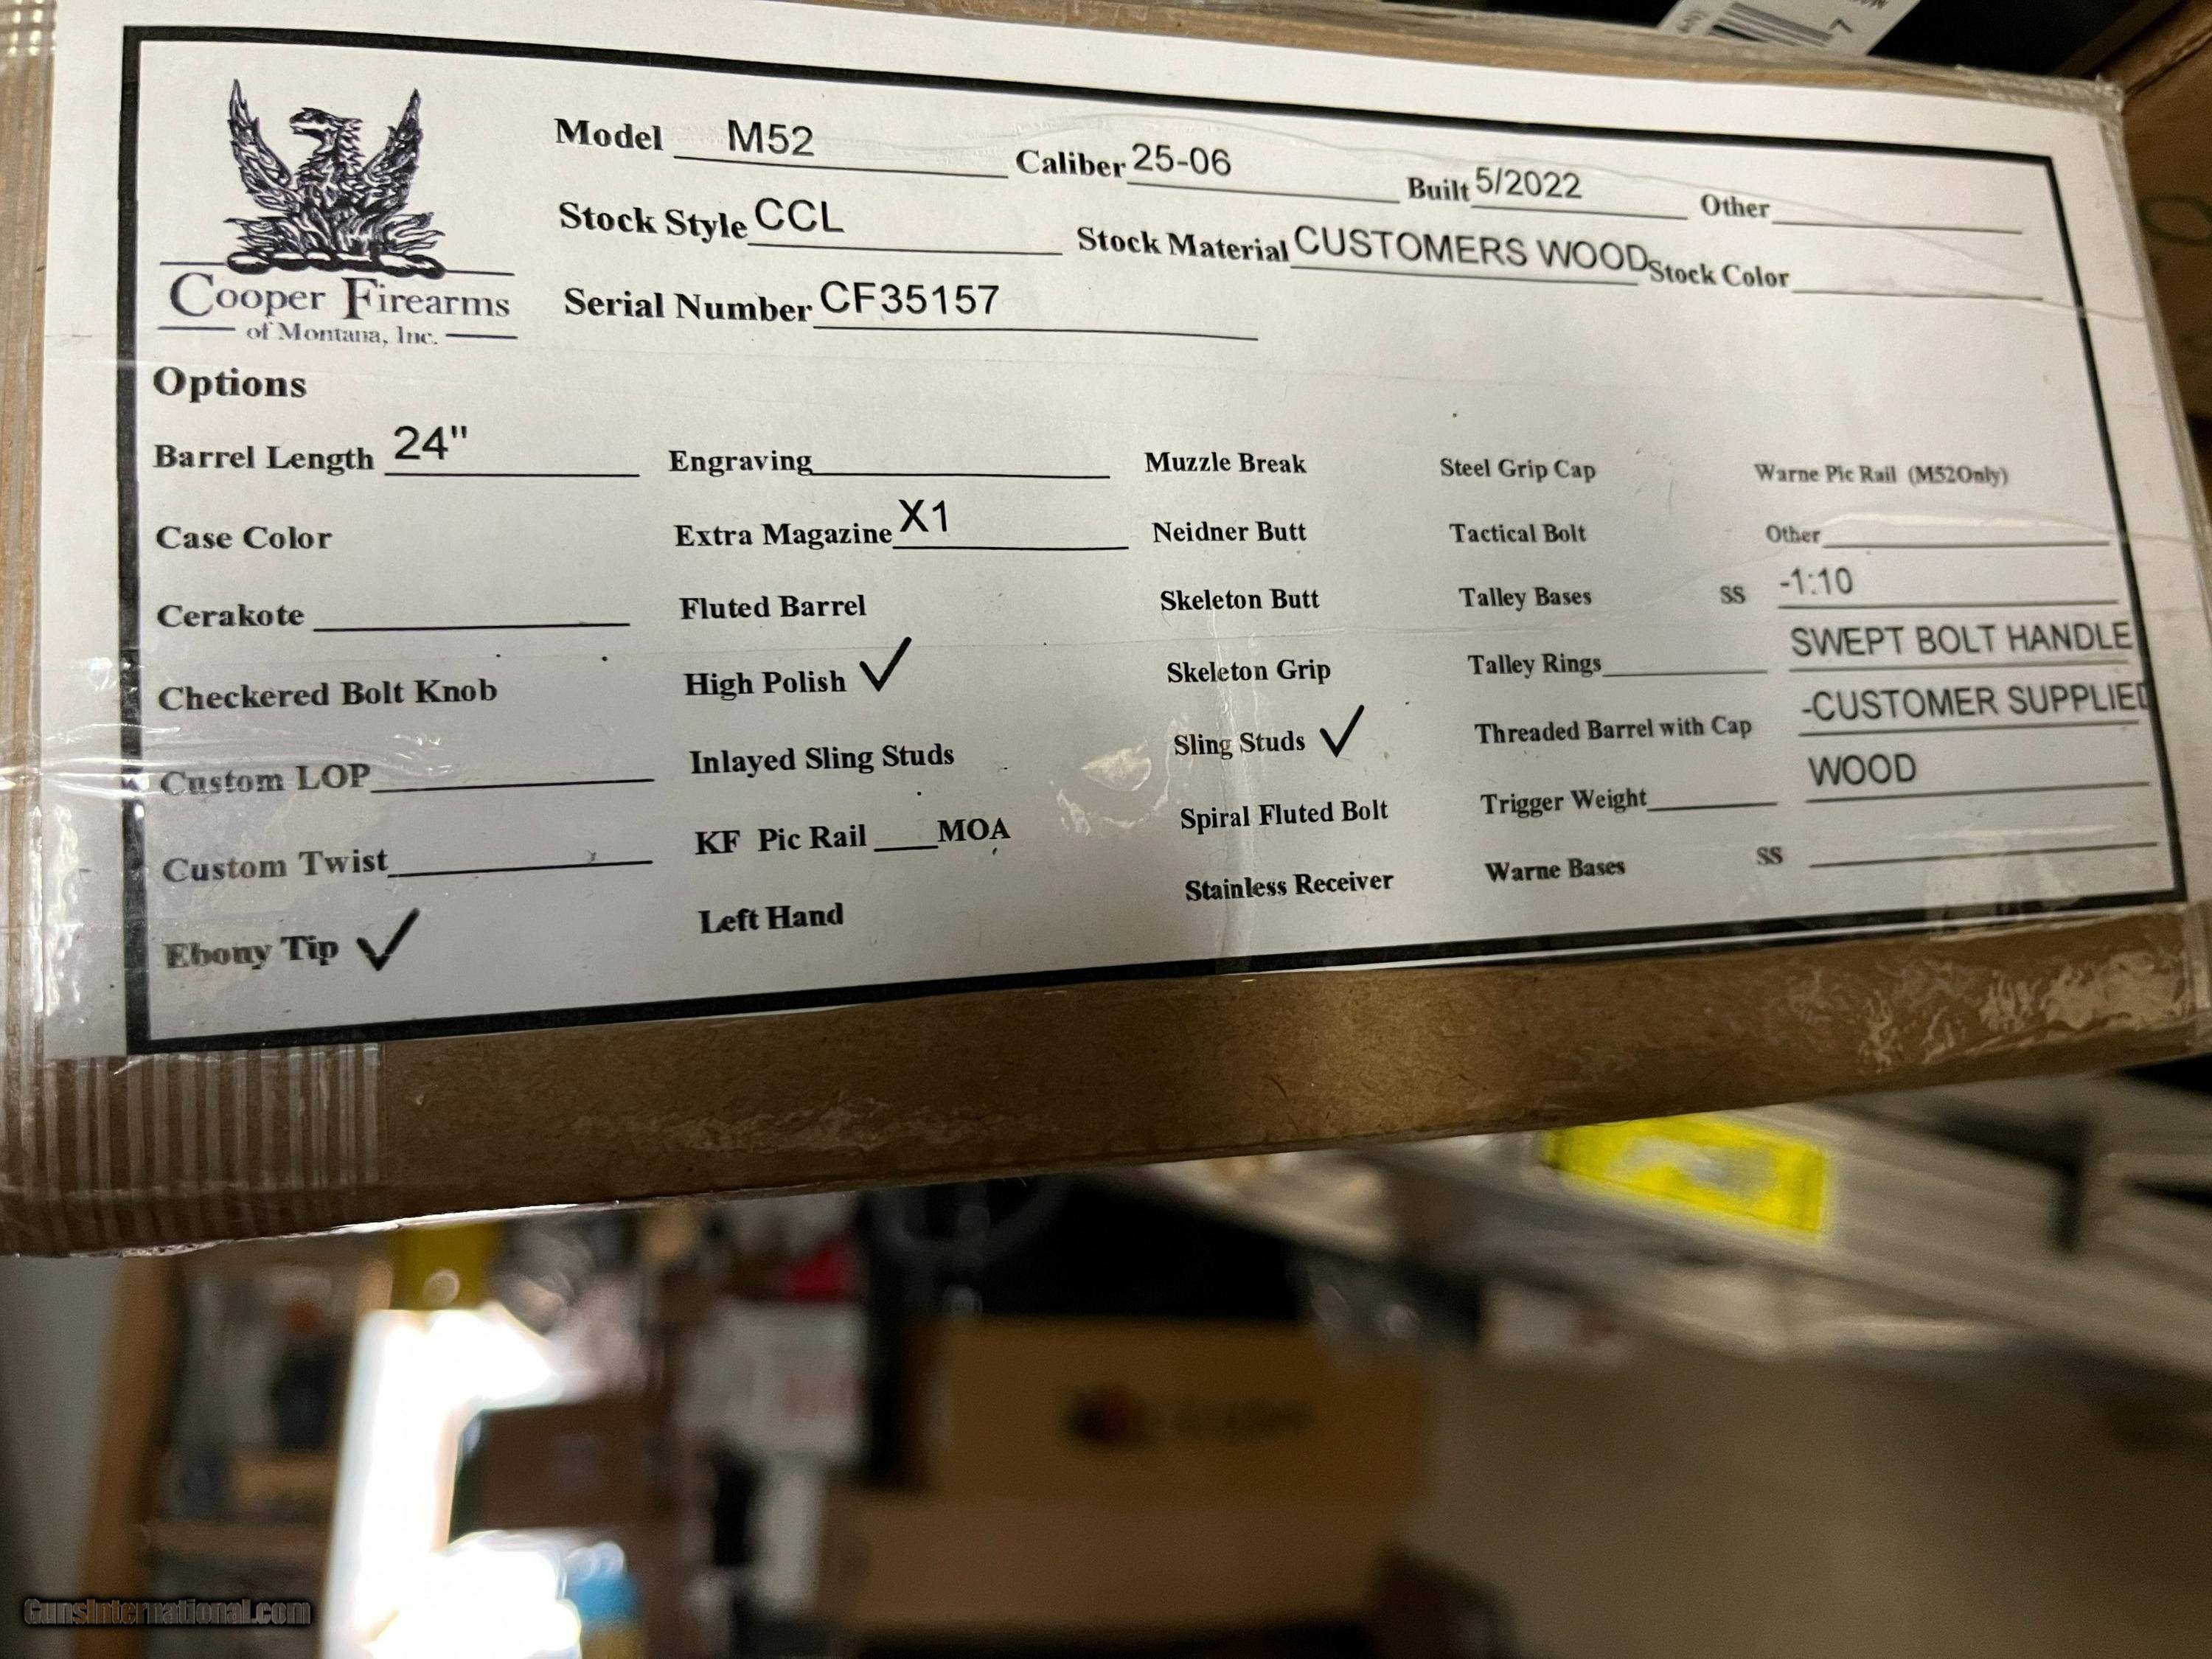 Model M52 Caliber 25-06 Built 5/2022 Other
Stock Style CCL Stock Material CUSTOMERS WOOD Stock Color
Serial Number CF35157
Cooper Firearms
of Montana, Inc.
Options
Barrel Length 24" Engraving Muzzle Break Steel Grip Cap Warne Pic Rail (M52Only)
Case Color Extra Magazine X1 Neidner Butt Tactical Bolt Other
Cerakote Fluted Barrel Skeleton Butt Talley Bases SS -1:10
Checkered Bolt Knob High Polish ✓ Skeleton Grip Talley Rings SWEPT BOLT HANDLE
Custom LOP Inlayed Sling Studs Sling Studs ✓ Threaded Barrel with Cap -CUSTOMER SUPPLIED
Custom Twist KF Pic Rail ___MOA Spiral Fluted Bolt Trigger Weight WOOD
Ebony Tip ✓ Left Hand Stainless Receiver Warne Bases SS
GunsInternational.com